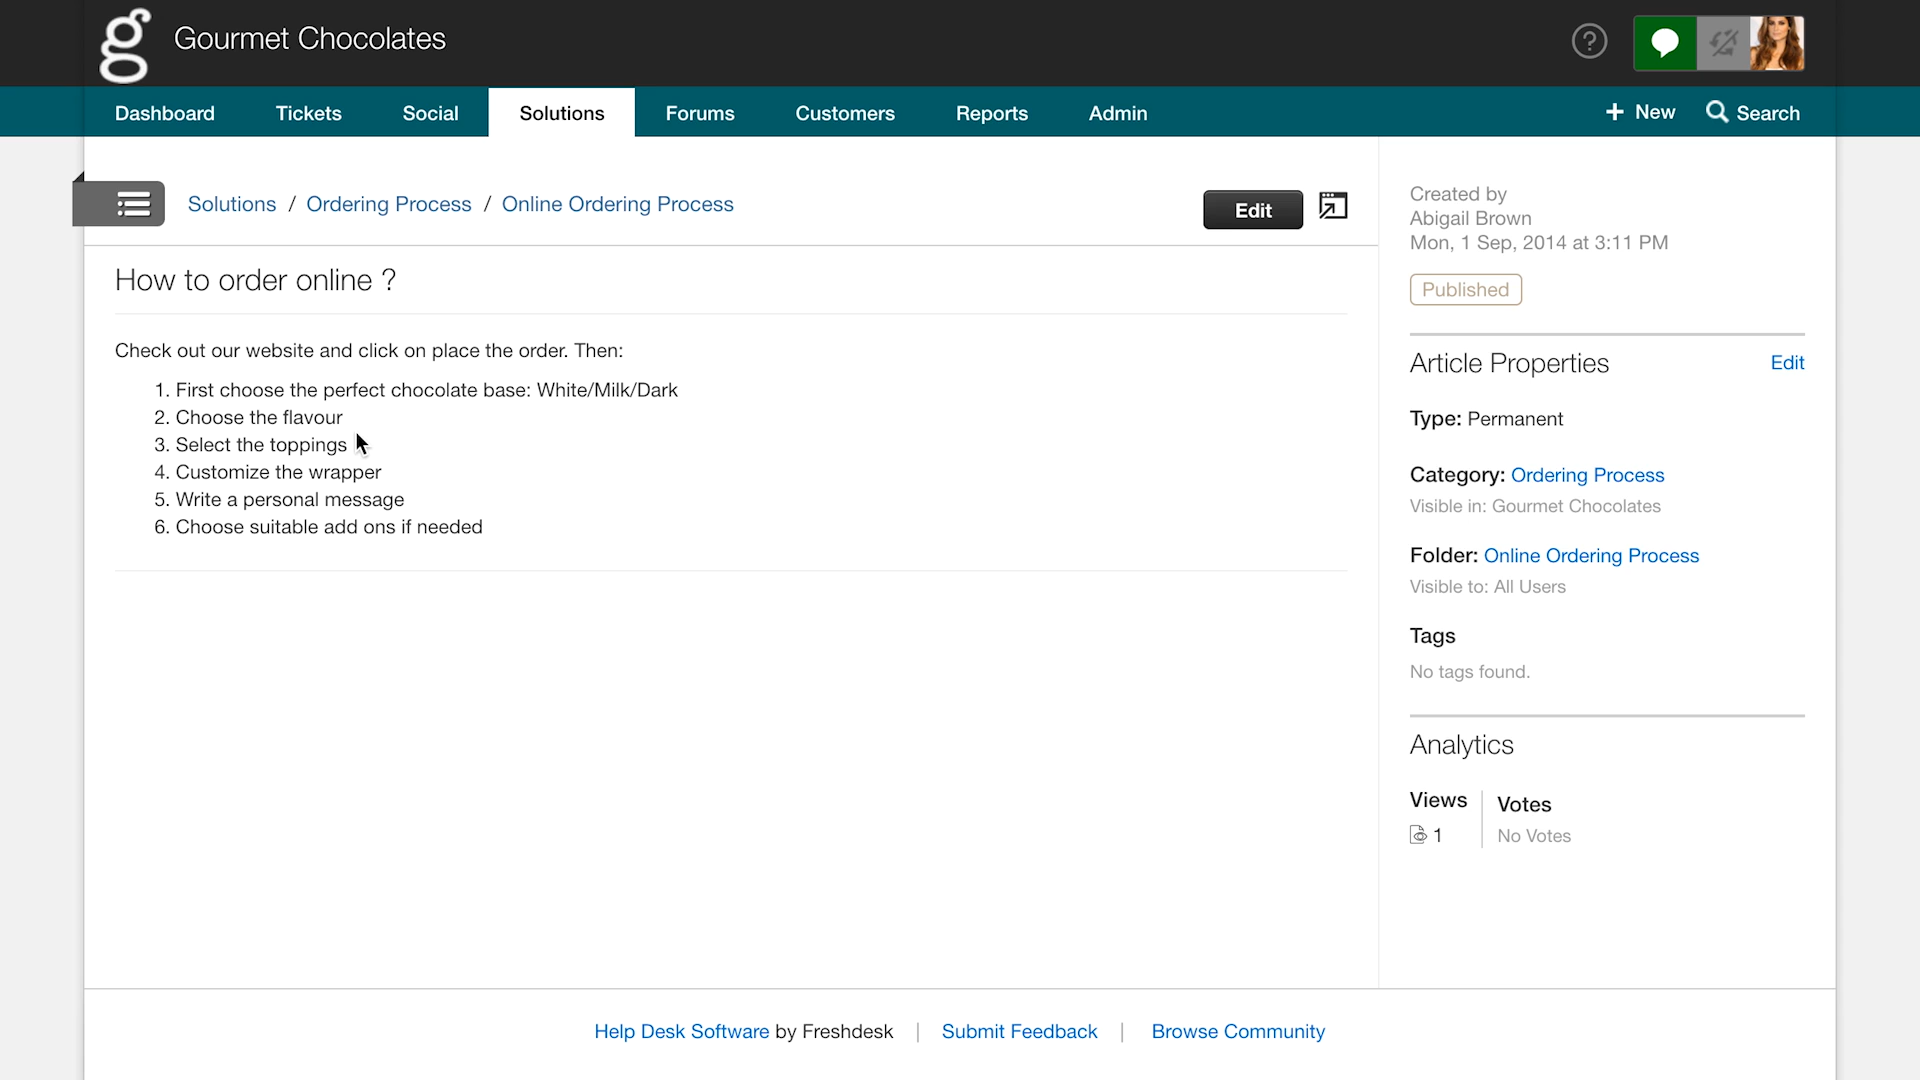 g Gourmet Chocolates
?
Dashboard Tickets Social Solutions Forums Customers Reports Admin + New Search
Solutions / Ordering Process / Online Ordering Process
Edit
How to order online ?
Check out our website and click on place the order. Then:
1. First choose the perfect chocolate base: White/Milk/Dark
2. Choose the flavour
3. Select the toppings
4. Customize the wrapper
5. Write a personal message
6. Choose suitable add ons if needed
Created by
Abigail Brown
Mon, 1 Sep, 2014 at 3:11 PM
Published
Article Properties Edit
Type: Permanent
Category: Ordering Process
Visible in: Gourmet Chocolates
Folder: Online Ordering Process
Visible to: All Users
Tags
No tags found.
Analytics
Views Votes
1 No Votes
Help Desk Software by Freshdesk | Submit Feedback | Browse Community